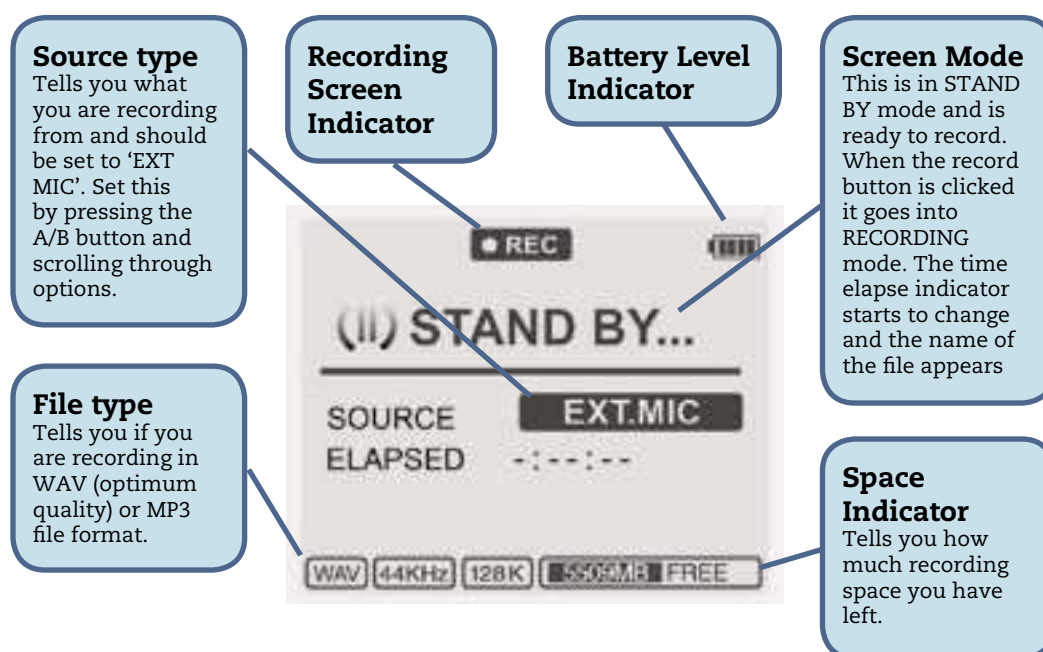 Source type
Tells you what
you are recording
from and should
be set to ‘EXT
MIC’. Set this
by pressing the
A/B button and
scrolling through
options.
Recording
Screen
Indicator
Battery Level
Indicator
Screen Mode
This is in STAND
BY mode and is
ready to record.
When the record
button is clicked
it goes into
RECORDING
mode. The time
elapse indicator
starts to change
and the name of
the file appears
REC
STAND BY...
SOURCE EXT.MIC
ELAPSED -:--:--
File type
Tells you if you
are recording in
WAV (optimum
quality) or MP3
file format.
WAV 44KHz 128K FREE
Space
Indicator
Tells you how
much recording
space you have
left.